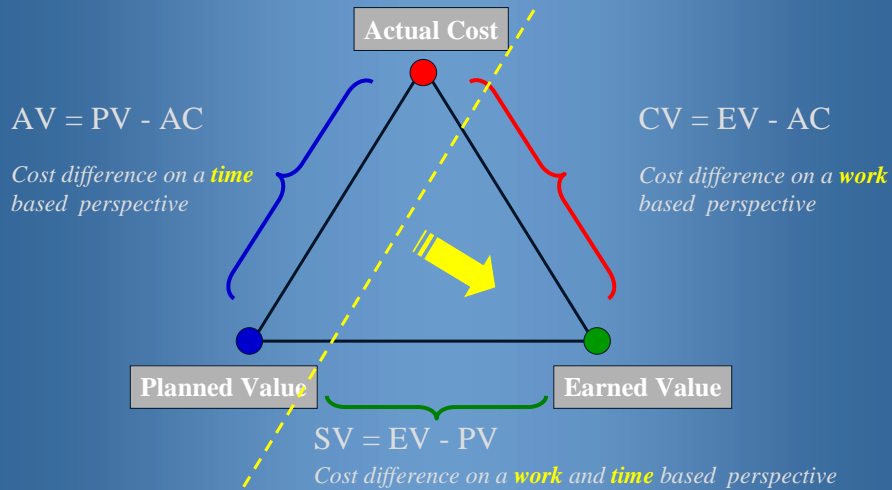 Actual Cost
AV = PV - AC
Cost difference on a time
based perspective
CV = EV - AC
Cost difference on a work
based perspective
Planned Value
Earned Value
SV = EV - PV
Cost difference on a work and time based perspective